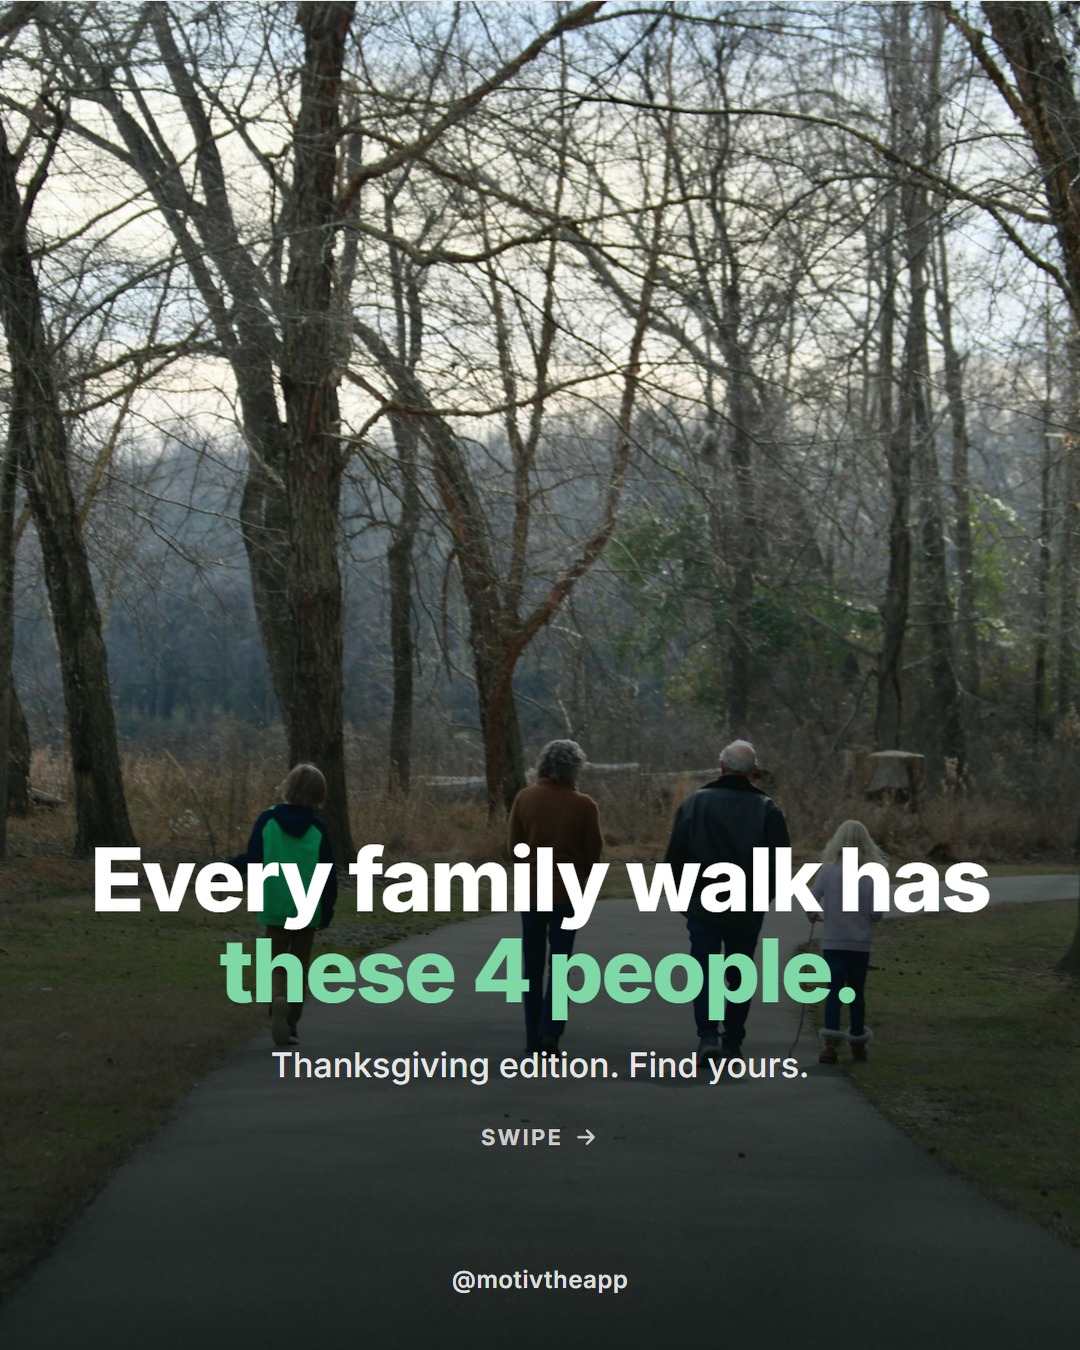 Every family walk has
these 4 people.
Thanksgiving edition. Find yours.
SWIPE →
@motivtheapp